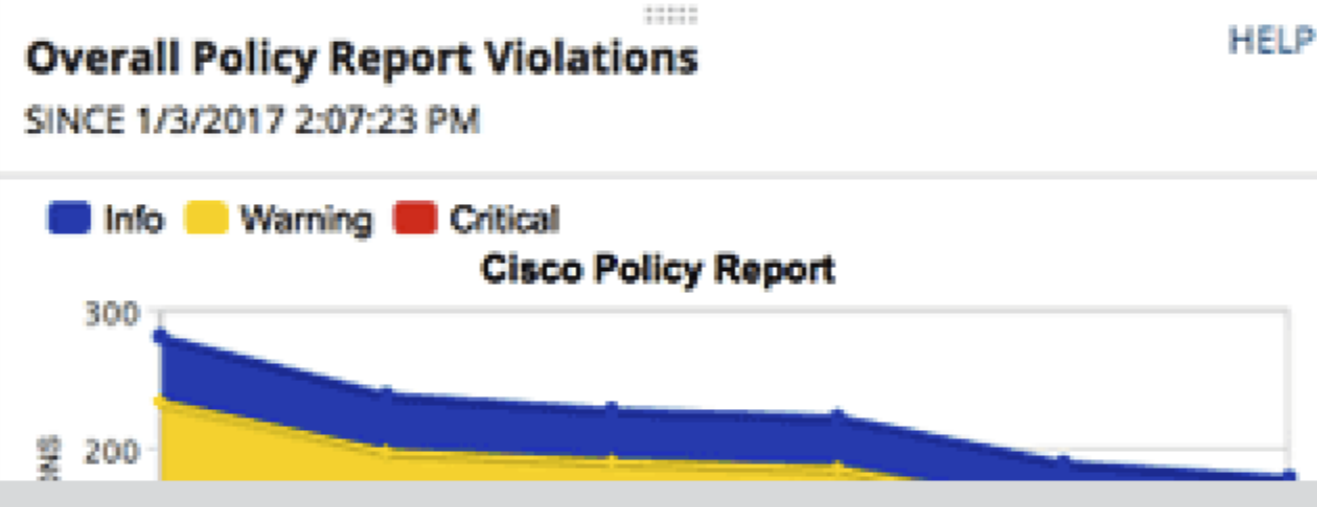 Overall Policy Report Violations
HELP
SINCE 1/3/2017 2:07:23 PM
Info Warning Critical
Cisco Policy Report
300
200